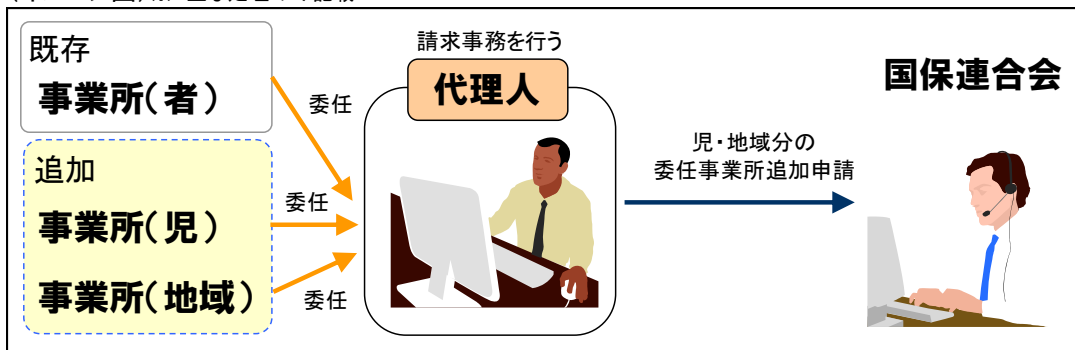 既存
事業所(者)
追加
事業所(児)
事業所(地域)
委任
委任
委任
請求事務を行う
代理人
児・地域分の
委任事業所追加申請
国保連合会